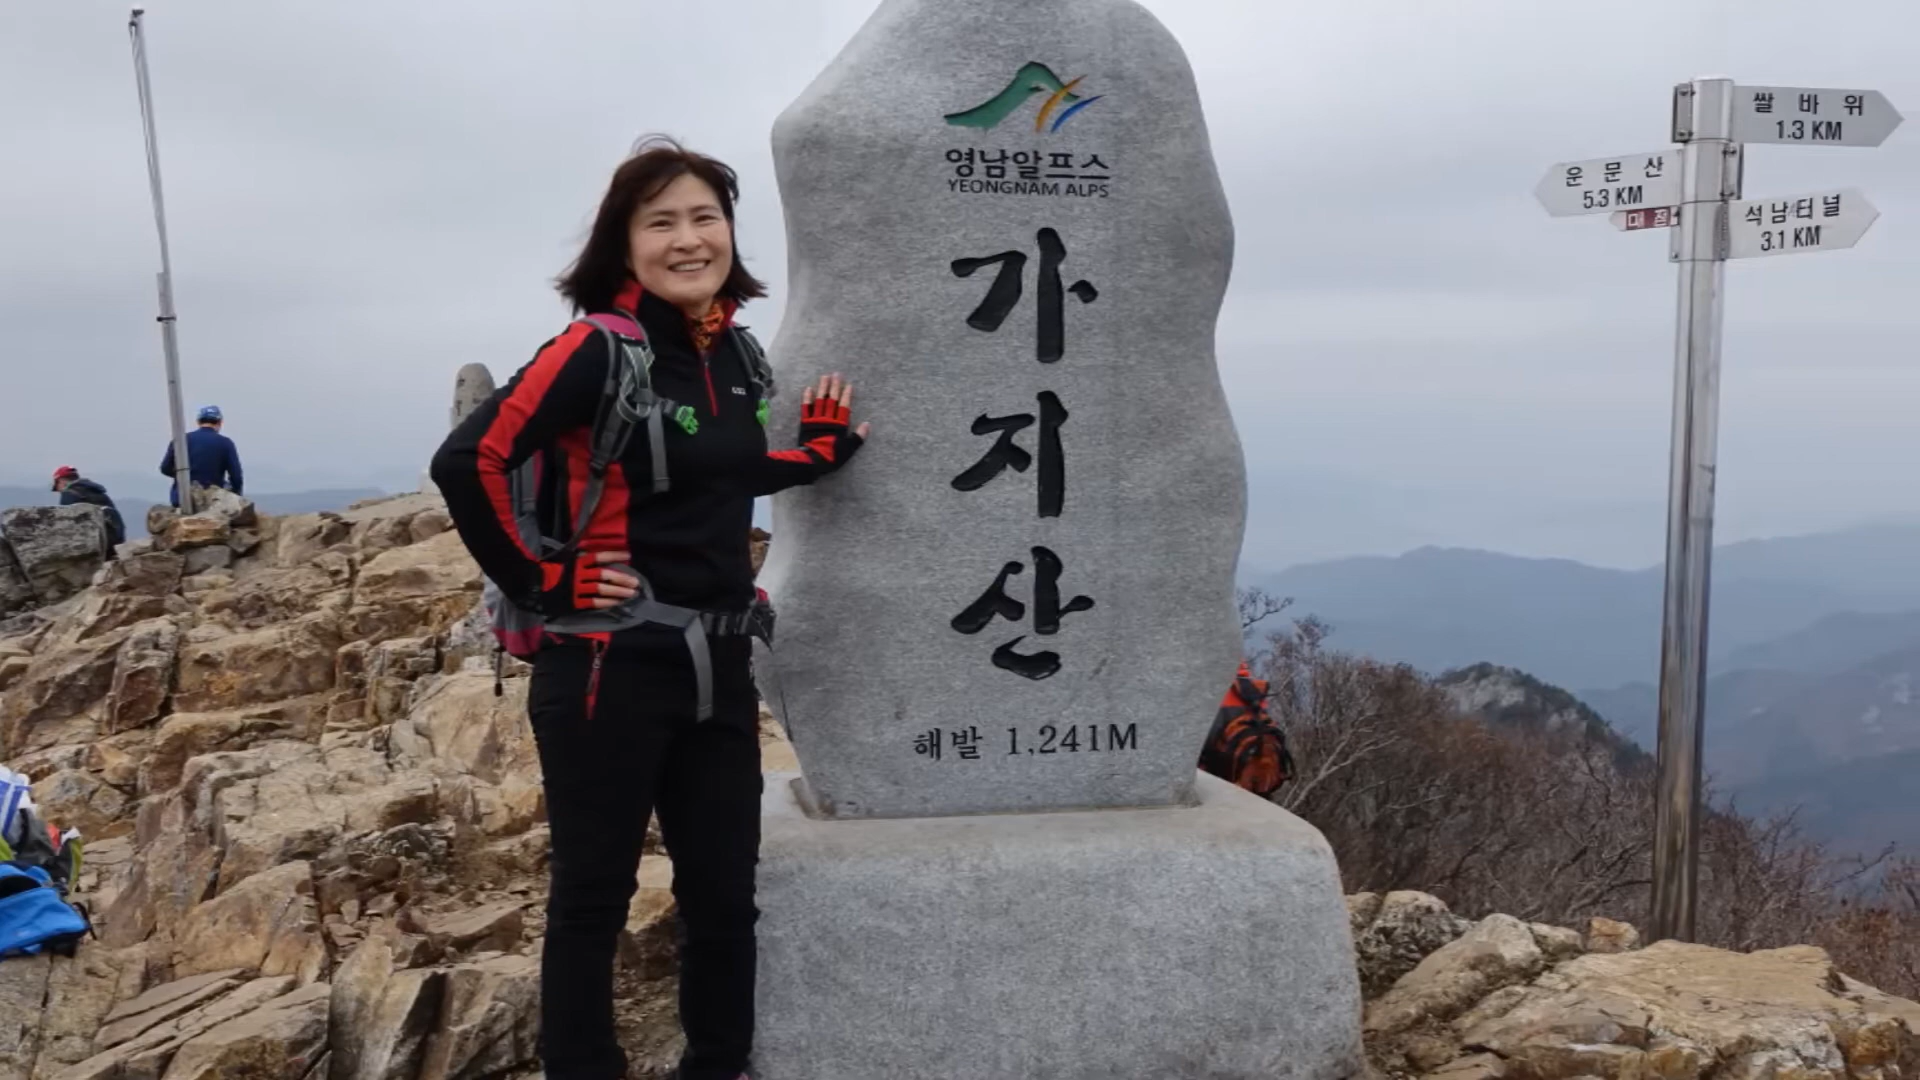 영남알프스
YEONGNAM ALPS
가지산
해발 1,241M
쌀바위
1.3 KM
운문산
5.3 KM
석남터널
3.1 KM